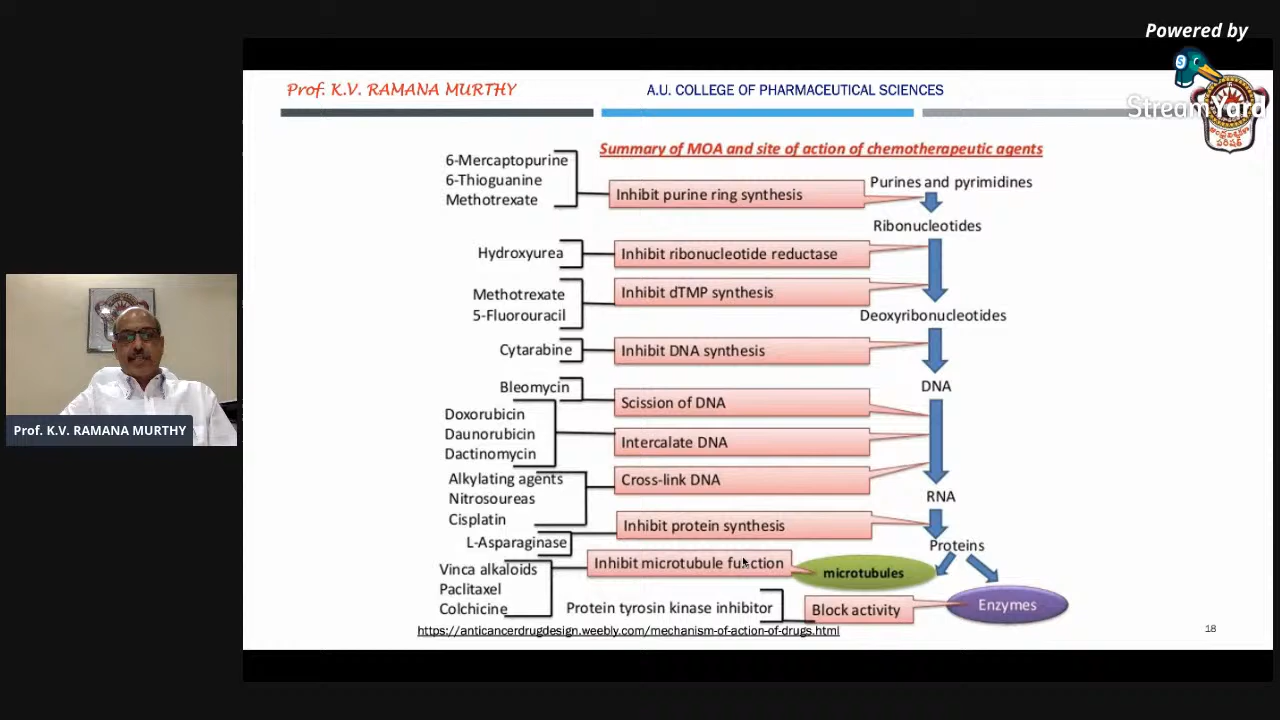 Powered by
StreamYard
Prof. K.V. RAMANA MURTHY
A.U. COLLEGE OF PHARMACEUTICAL SCIENCES
Summary of MOA and site of action of chemotherapeutic agents
6-Mercaptopurine
6-Thioguanine
Methotrexate
Inhibit purine ring synthesis
Purines and pyrimidines
Ribonucleotides
Hydroxyurea
Inhibit ribonucleotide reductase
Methotrexate
5-Fluorouracil
Inhibit dTMP synthesis
Deoxyribonucleotides
Cytarabine
Inhibit DNA synthesis
DNA
Bleomycin
Scission of DNA
Doxorubicin
Daunorubicin
Dactinomycin
Intercalate DNA
Alkylating agents
Nitrosoureas
Cisplatin
Cross-link DNA
RNA
L-Asparaginase
Inhibit protein synthesis
Proteins
Vinca alkaloids
Paclitaxel
Colchicine
Inhibit microtubule function
microtubules
Protein tyrosin kinase inhibitor
Block activity
Enzymes
https://anticancerdrugdesign.weebly.com/mechanism-of-action-of-drugs.html
18
Prof. K.V. RAMANA MURTHY